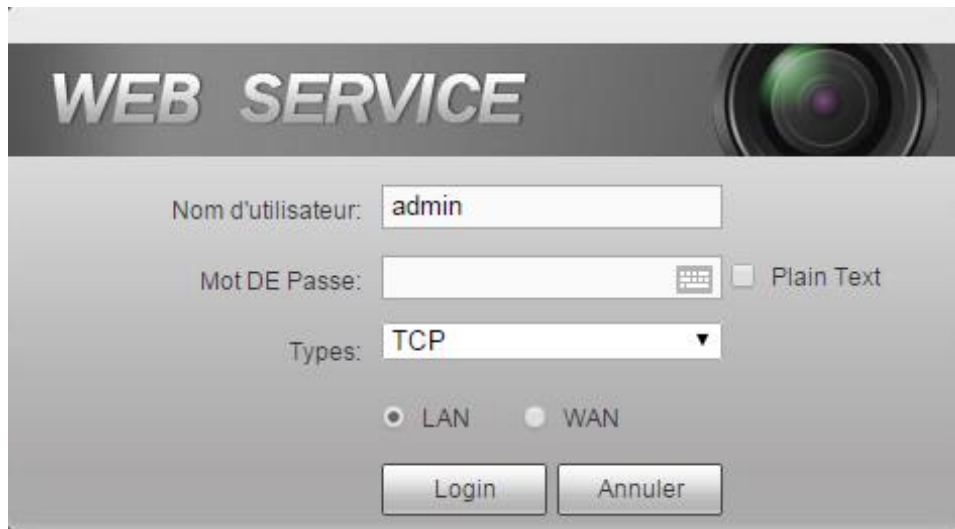 WEB SERVICE
Nom d'utilisateur: admin
Mot DE Passe: Plain Text
Types: TCP
LAN WAN
Login Annuler